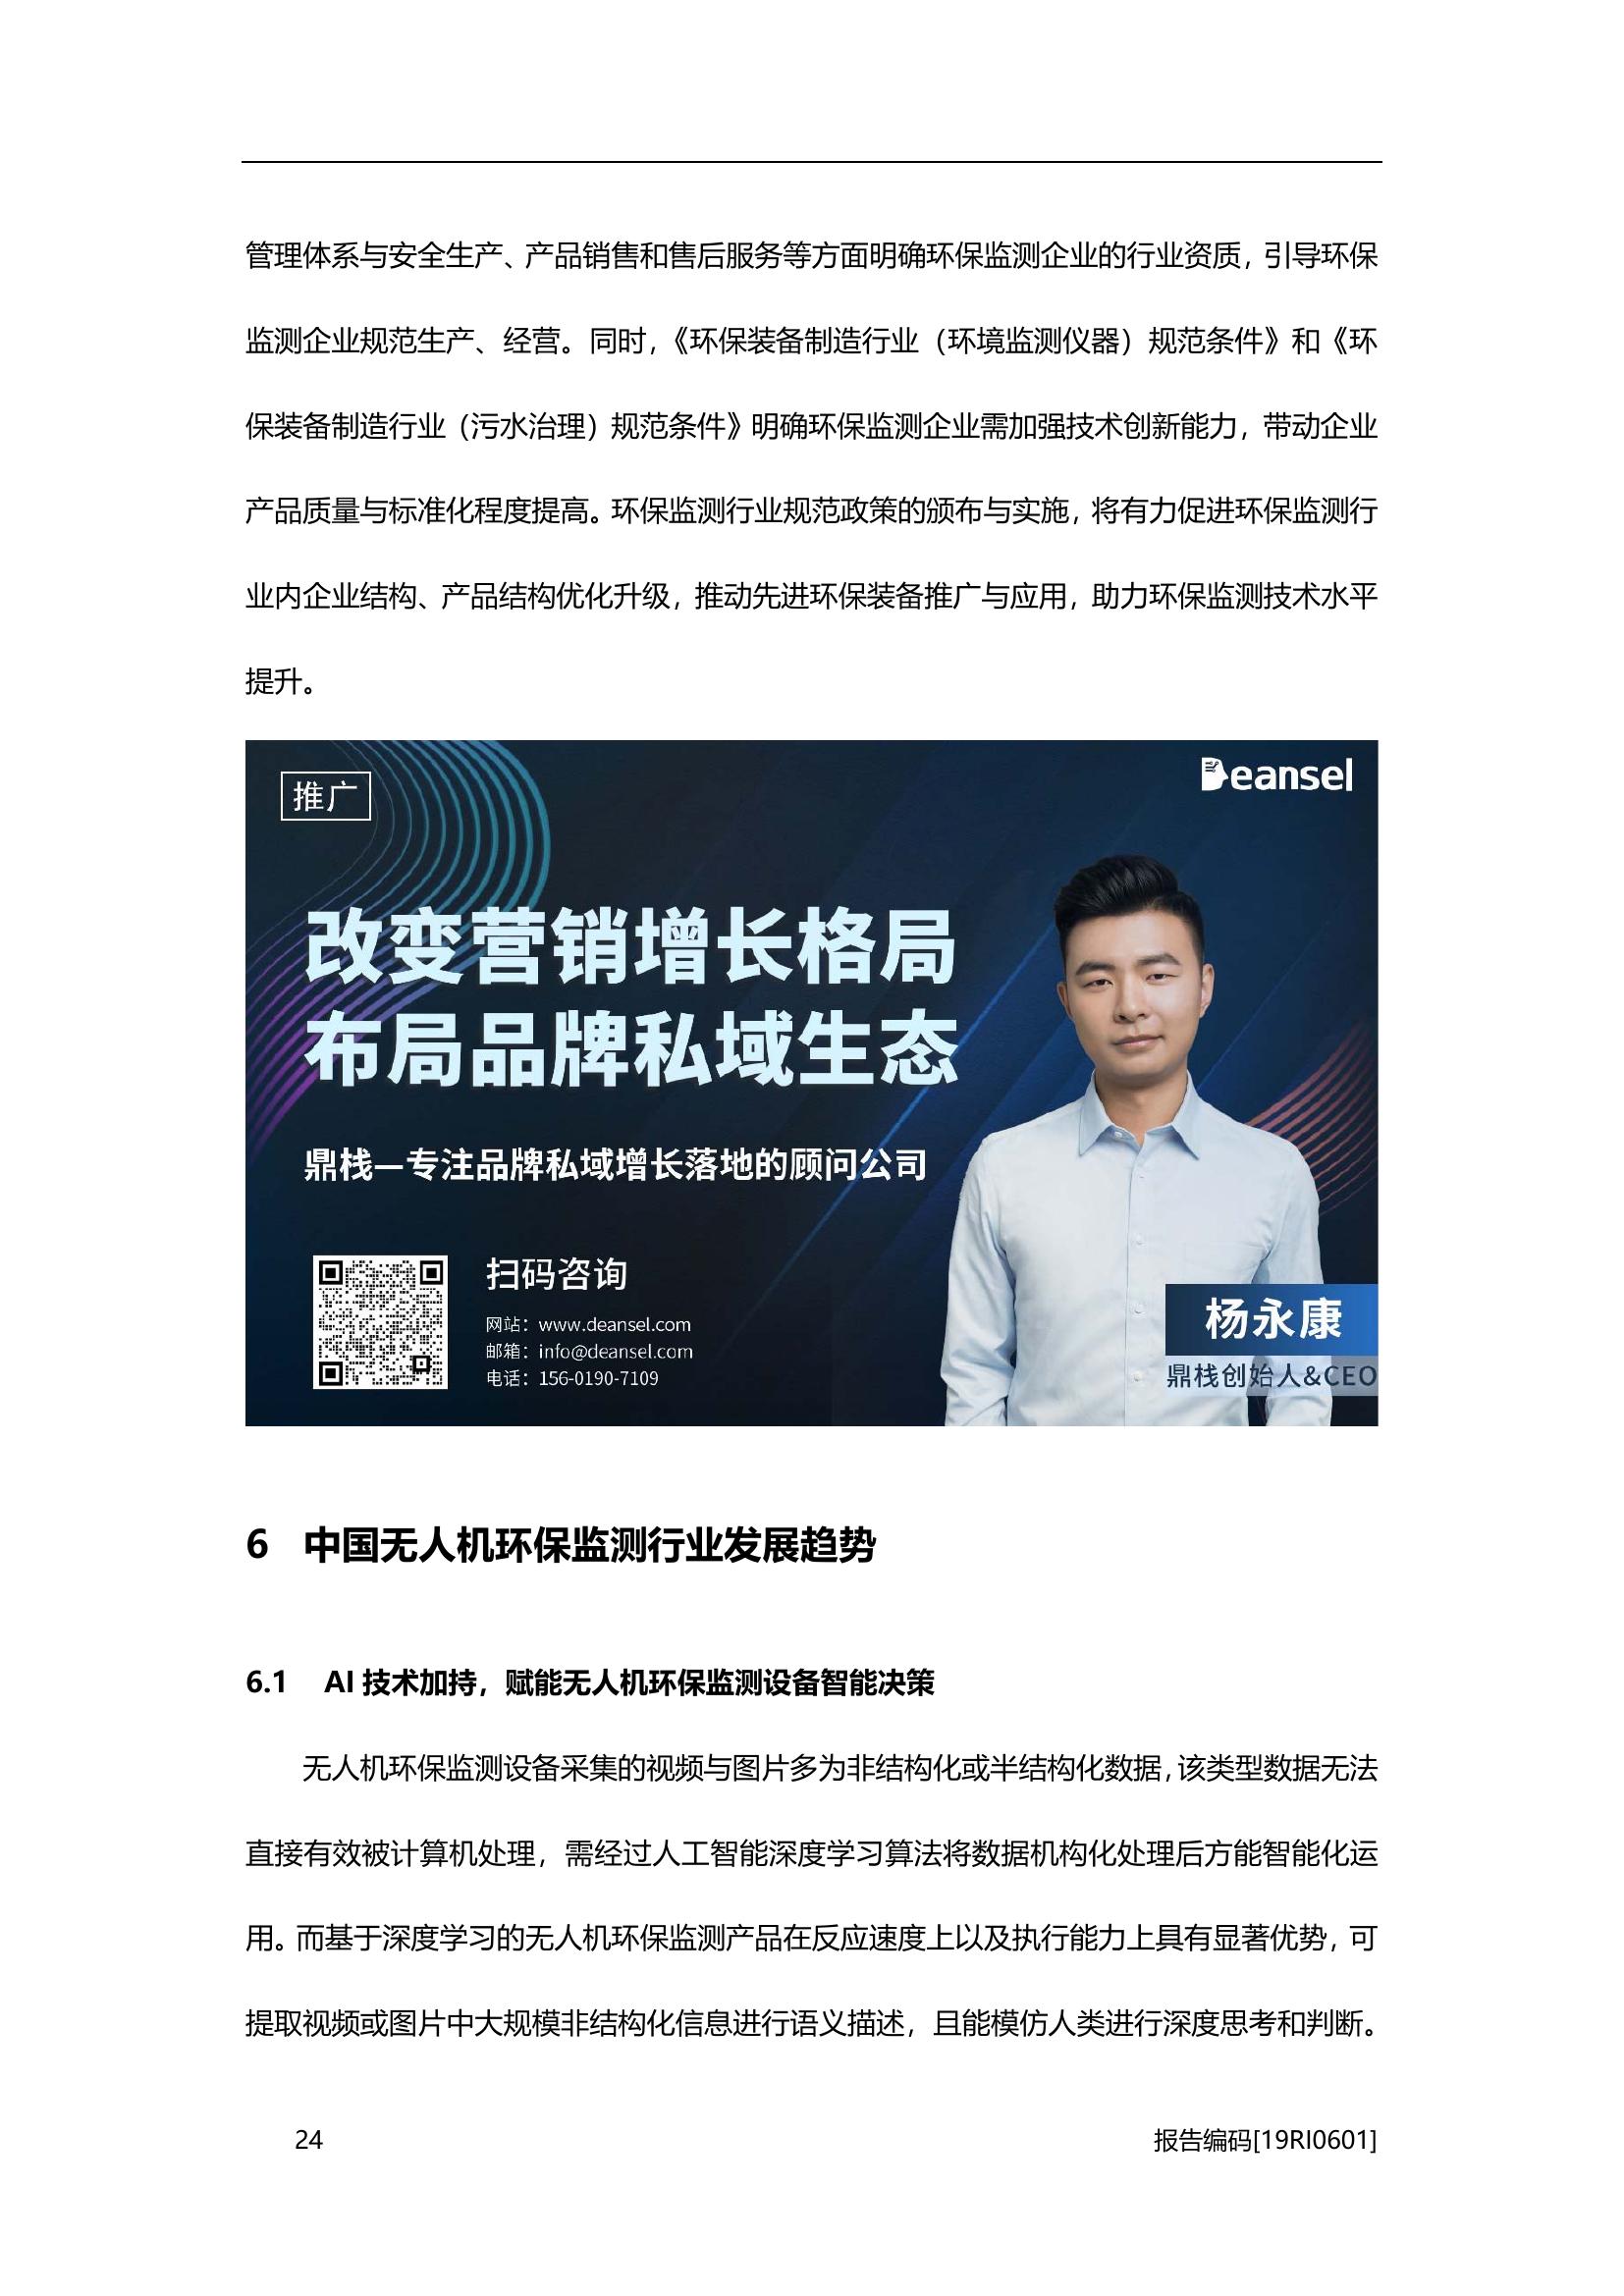 管理体系与安全生产、产品销售和售后服务等方面明确环保监测企业的行业资质，引导环保
监测企业规范生产、经营。同时，《环保装备制造行业（环境监测仪器）规范条件》和《环
保装备制造行业（污水治理）规范条件》明确环保监测企业需加强技术创新能力，带动企业
产品质量与标准化程度提高。环保监测行业规范政策的颁布与实施，将有力促进环保监测行
业内企业结构、产品结构优化升级，推动先进环保装备推广与应用，助力环保监测技术水平
提升。
推广
Deansel
改变营销增长格局
布局品牌私域生态
鼎栈—专注品牌私域增长落地的顾问公司
扫码咨询
网站：www.deansel.com
邮箱：info@deansel.com
电话：156-0190-7109
杨永康
鼎栈创始人&CEO
6 中国无人机环保监测行业发展趋势
6.1 AI 技术加持，赋能无人机环保监测设备智能决策
无人机环保监测设备采集的视频与图片多为非结构化或半结构化数据，该类型数据无法
直接有效被计算机处理，需经过人工智能深度学习算法将数据机构化处理后方能智能化运
用。而基于深度学习的无人机环保监测产品在反应速度上以及执行能力上具有显著优势，可
提取视频或图片中大规模非结构化信息进行语义描述，且能模仿人类进行深度思考和判断。
24 报告编码[19RI0601]